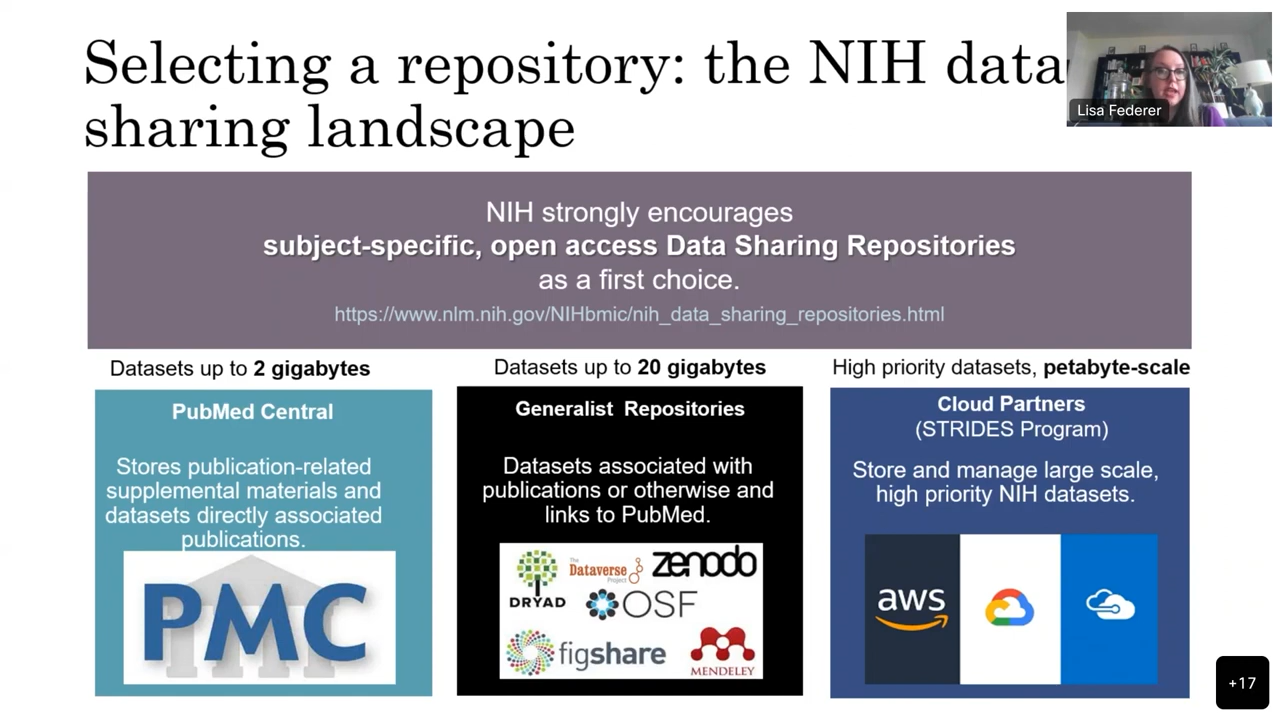 Selecting a repository: the NIH data
sharing landscape
Lisa Federer
NIH strongly encourages
subject-specific, open access Data Sharing Repositories
as a first choice.
https://www.nlm.nih.gov/NIHbmic/nih_data_sharing_repositories.html
Datasets up to 2 gigabytes
PubMed Central
Stores publication-related
supplemental materials and
datasets directly associated
publications.
PMC
Datasets up to 20 gigabytes
Generalist Repositories
Datasets associated with
publications or otherwise and
links to PubMed.
DRYAD
The
Dataverse
Project
zenodo
OSF
figshare
MENDELEY
High priority datasets, petabyte-scale
Cloud Partners
(STRIDES Program)
Store and manage large scale,
high priority NIH datasets.
aws
+17